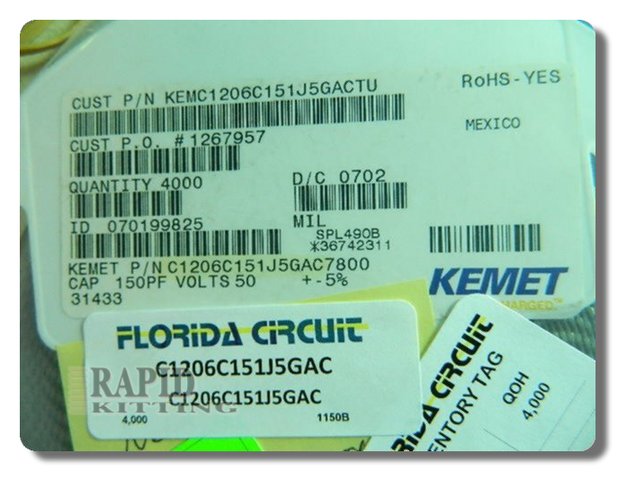 CUST P/N KEMC1206C151J5GACTU
RoHS-YES
CUST P.O. #1267957
MEXICO
QUANTITY 4000
D/C 0702
ID 070199825
MIL
SPL490B
*36742311
KEMET P/N C1206C151J5GAC7800
CAP 150PF VOLTS 50 +-5%
31433
KEMET
CHARGED.™
FLORIDA CIRCUIT
C1206C151J5GAC
C1206C151J5GAC
4,000 1150B
RAPID
KITTING
CIRCUIT
ENTORY TAG
QOH
4,000